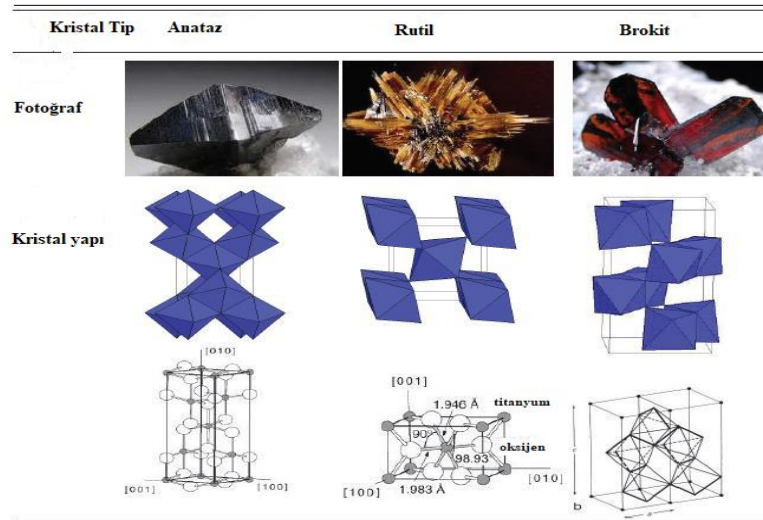 Kristal Tip Anataz Rutil Brokit
Fotoğraf
Kristal yapı
[010]
[001] [100]
[001] 1.946 Å titanyum
90°
oksijen
98.93
[100] 1.983 Å [010]
c
b a